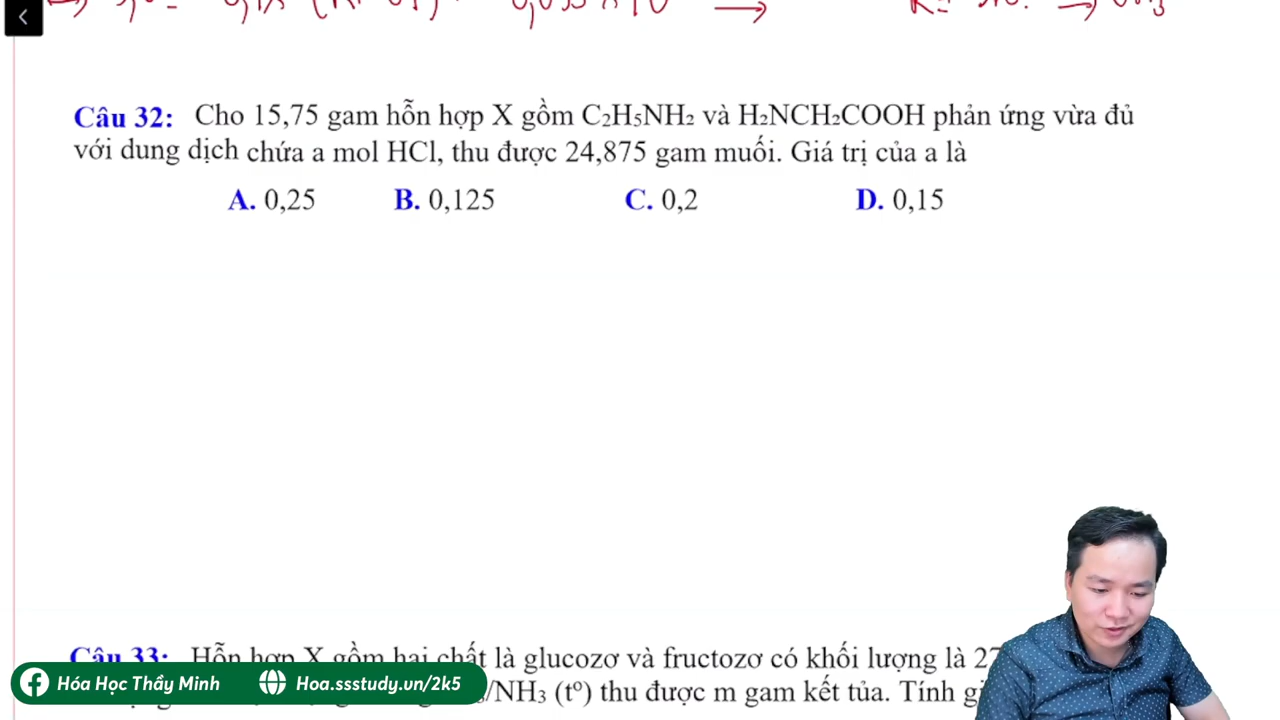 Câu 32: Cho 15,75 gam hỗn hợp X gồm C₂H₅NH₂ và H₂NCH₂COOH phản ứng vừa đủ
với dung dịch chứa a mol HCl, thu được 24,875 gam muối. Giá trị của a là
A. 0,25 B. 0,125 C. 0,2 D. 0,15
Câu 33: Hỗn hợp X gồm hai chất là glucozơ và fructozơ có khối lượng là
/NH₃ (tº) thu được m gam kết tủa. Tính
Hóa Học Thầy Minh Hoa.ssstudy.vn/2k5